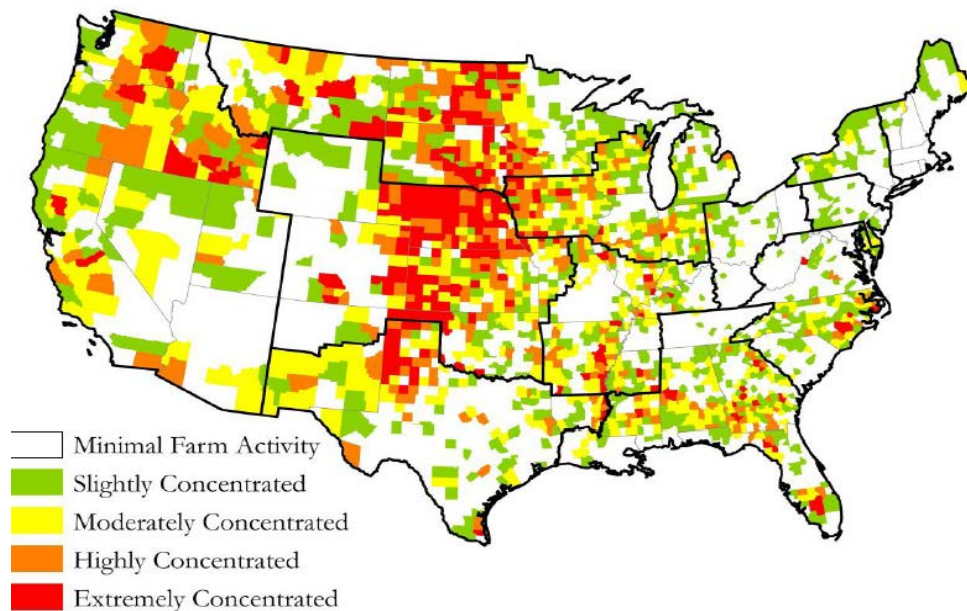 Minimal Farm Activity
Slightly Concentrated
Moderately Concentrated
Highly Concentrated
Extremely Concentrated